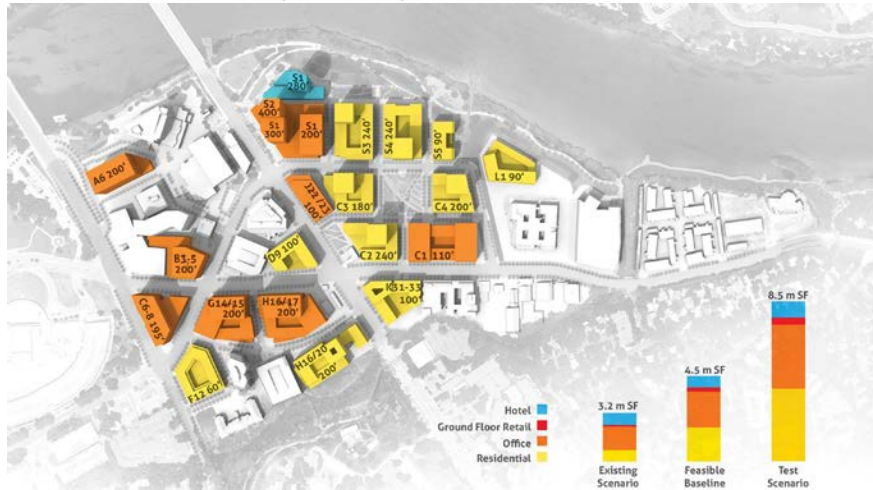 S1
280'
S2
400'
S1
300'
S1
200'
S3 240'
S4 240'
S5 90'
L1 90'
A6 200'
J22/23
100'
C3 180'
C4 200'
B3-5
200'
D9 100'
C2 240'
C1 110'
K31-33
100'
C6-8 195'
G14/15
200'
H16/17
200'
H16/20
200'
F12 60'
8.5 m SF
4.5 m SF
3.2 m SF
Hotel
Ground Floor Retail
Office
Residential
Existing
Scenario
Feasible
Baseline
Test
Scenario